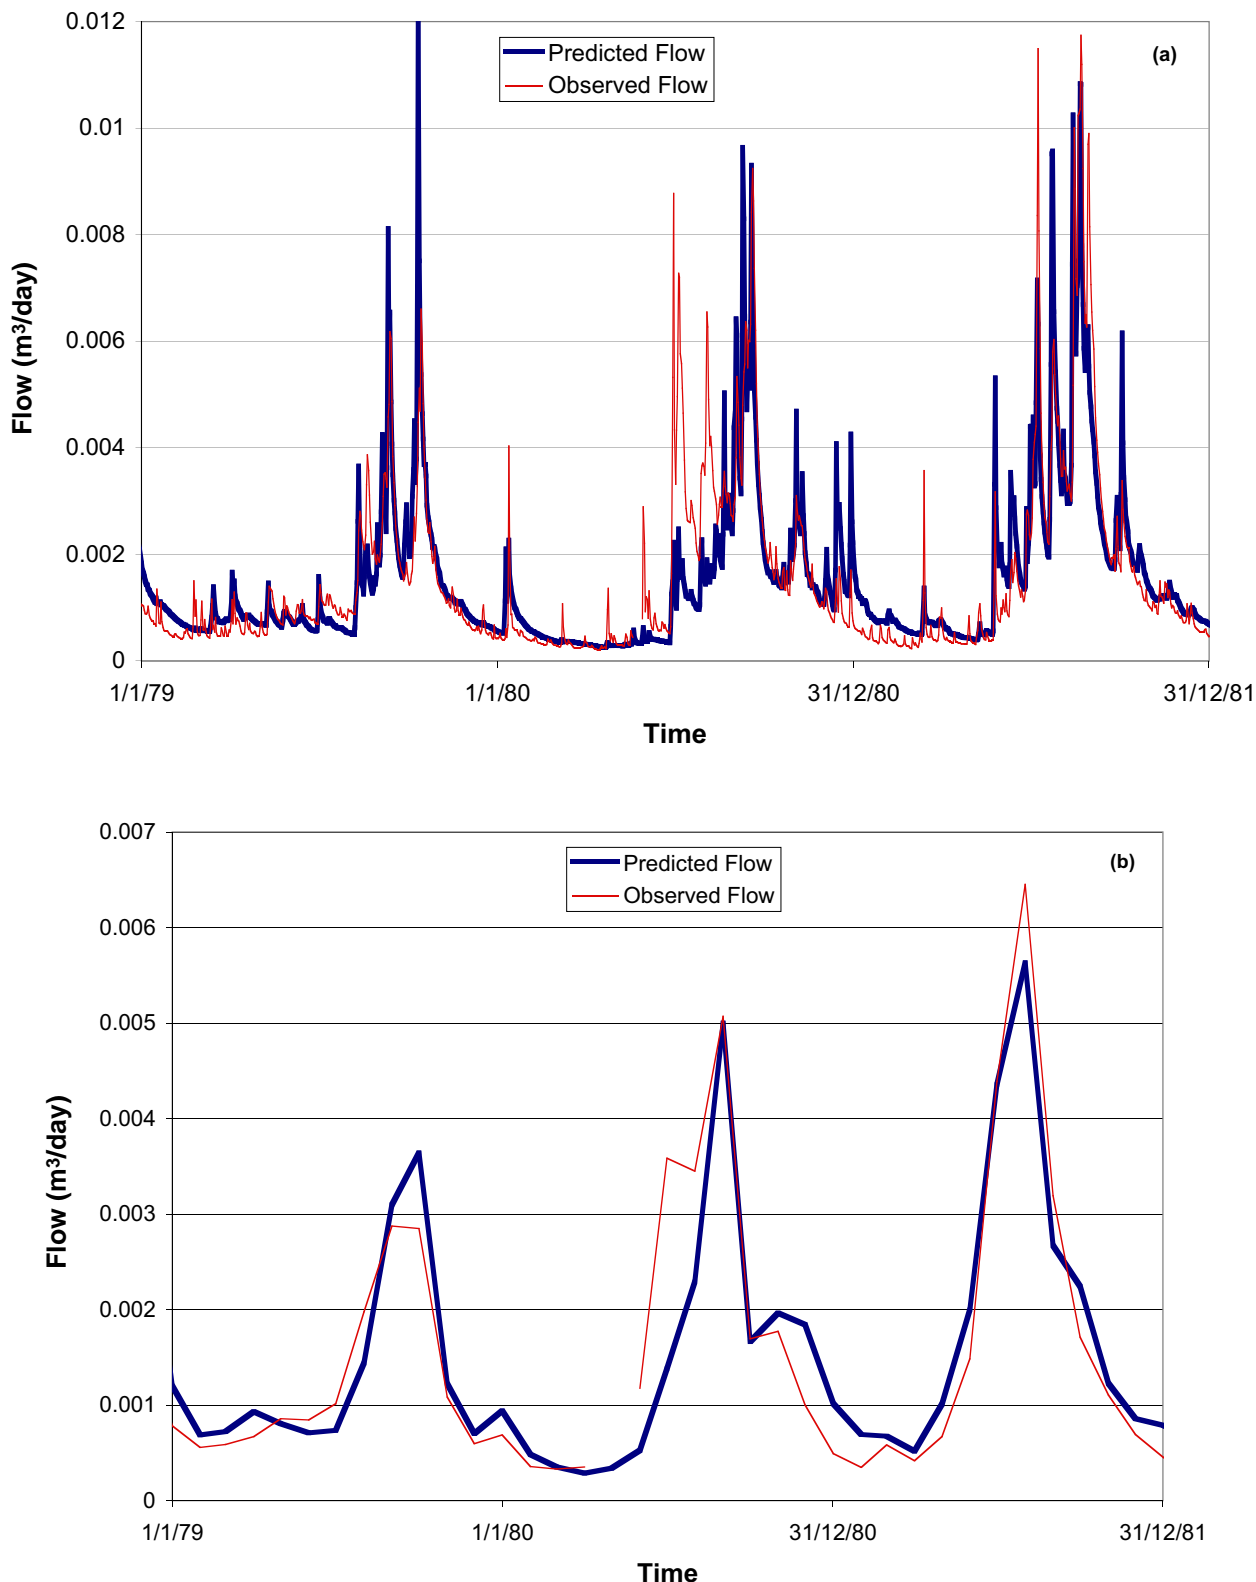 0.012
Predicted Flow
Observed Flow
(a)
0.01
0.008
0.006
0.004
0.002
0
Flow (m³/day)
1/1/79
1/1/80
31/12/80
31/12/81
Time
0.007
Predicted Flow
Observed Flow
(b)
0.006
0.005
0.004
0.003
0.002
0.001
0
Flow (m³/day)
1/1/79
1/1/80
31/12/80
31/12/81
Time